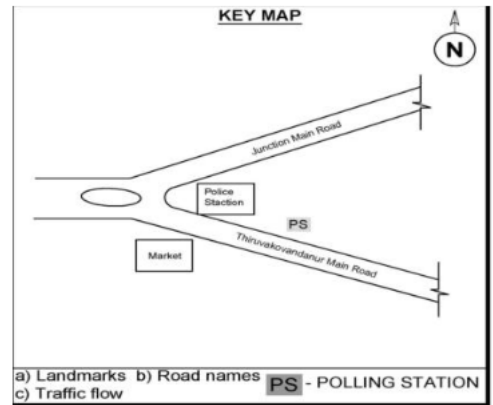 KEY MAP
N
Junction Main Road
Police
Staction
PS
Thiruvakovandanur Main Road
Market
a) Landmarks b) Road names
c) Traffic flow
PS - POLLING STATION